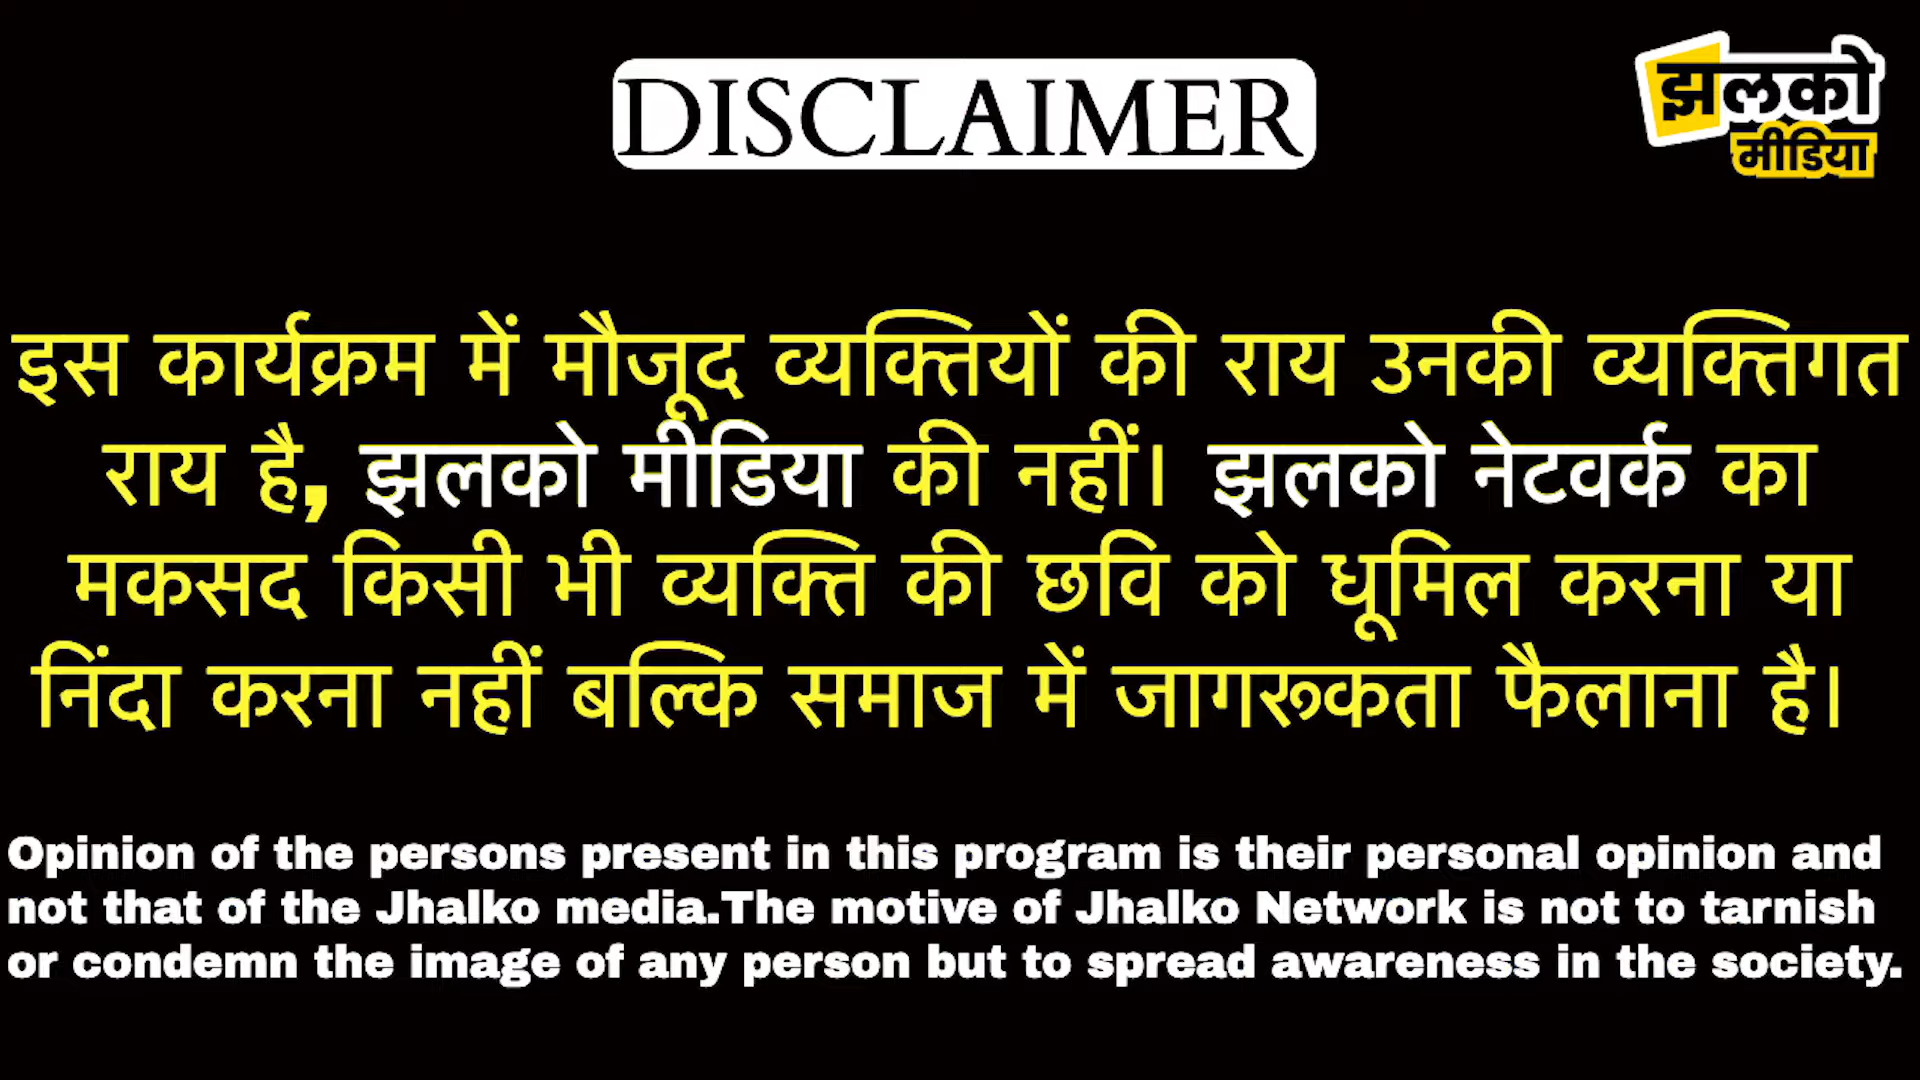 DISCLAIMER
झलको
मीडिया
इस कार्यक्रम में मौजूद व्यक्तियों की राय उनकी व्यक्तिगत
राय है, झलको मीडिया की नहीं। झलको नेटवर्क का
मकसद किसी भी व्यक्ति की छवि को धूमिल करना या
निंदा करना नहीं बल्कि समाज में जागरूकता फैलाना है।
Opinion of the persons present in this program is their personal opinion and
not that of the Jhalko media.The motive of Jhalko Network is not to tarnish
or condemn the image of any person but to spread awareness in the society.